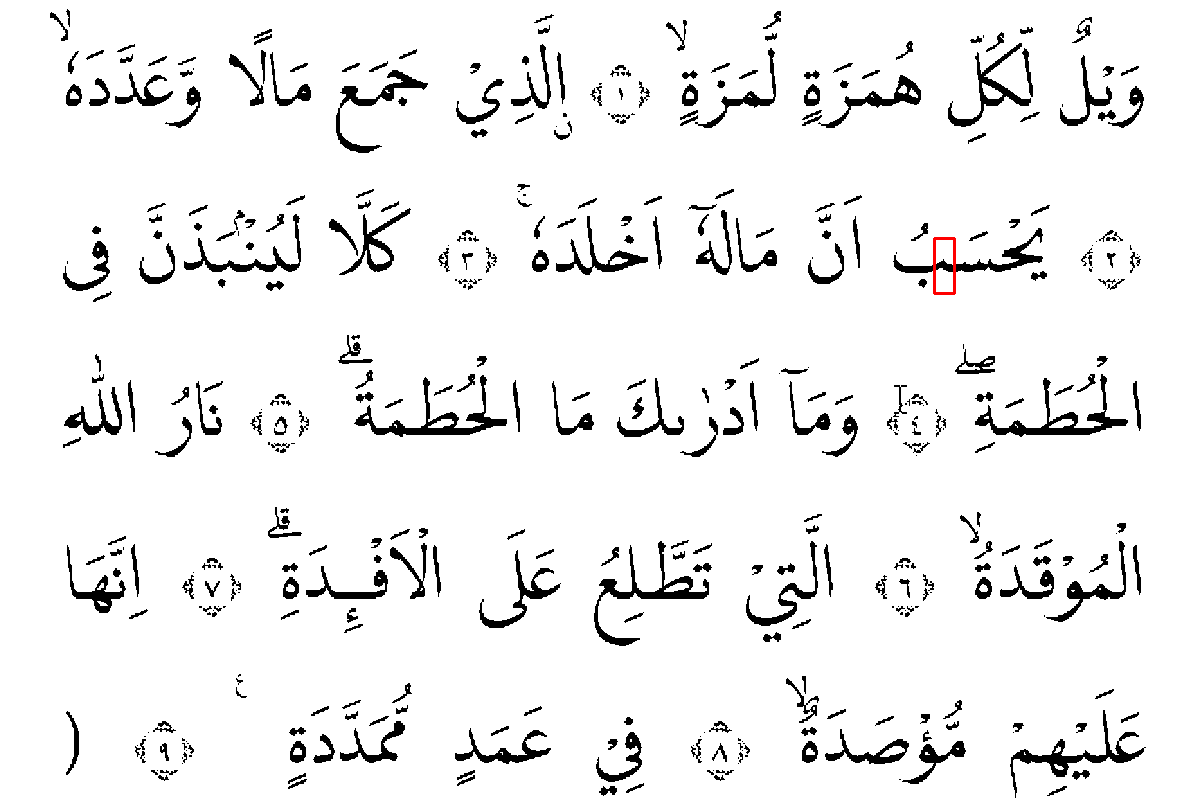 وَيْلٌ لِّكُلِّ هُمَزَةٍ لُّمَزَةٍۙ ١ ۨالَّذِيْ جَمَعَ مَالًا وَّعَدَّدَهٗۙ
٢ يَحْسَبُ اَنَّ مَالَهٗٓ اَخْلَدَهٗۚ ٣ كَلَّا لَيُنْۢبَذَنَّ فِى
الْحُطَمَةِۖ ٤ وَمَآ اَدْرٰىكَ مَا الْحُطَمَةُۗ ٥ نَارُ اللّٰهِ
الْمُوْقَدَةُۙ ٦ الَّتِيْ تَطَّلِعُ عَلَى الْاَفْـِٕدَةِۗ ٧ اِنَّهَا
عَلَيْهِمْ مُّؤْصَدَةٌۙ ٨ فِيْ عَمَدٍ مُّمَدَّدَةٍ ࣖ ٩ (